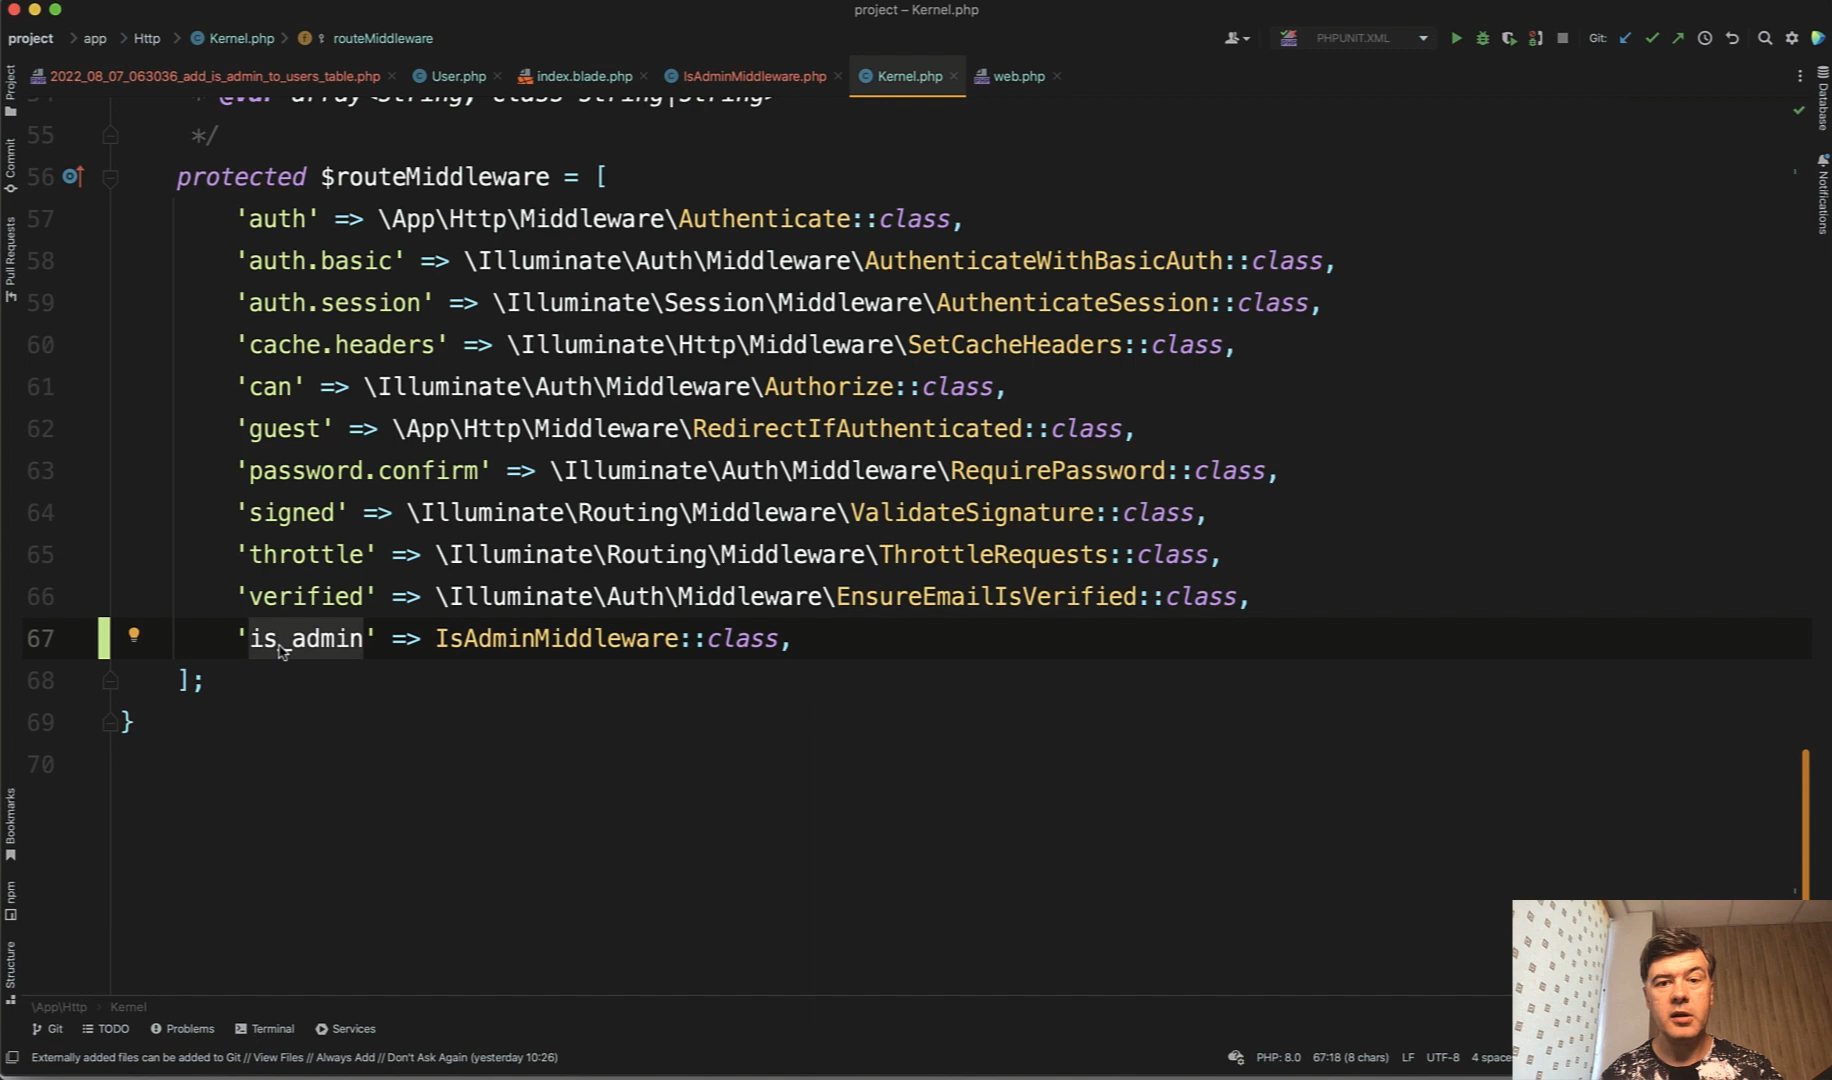 project – Kernel.php
project app Http Kernel.php routeMiddleware
PHPUNIT.XML Git:
2022_08_07_063036_add_is_admin_to_users_table.php User.php index.blade.php IsAdminMiddleware.php Kernel.php web.php
55 */
56 protected $routeMiddleware = [
57 'auth' => \App\Http\Middleware\Authenticate::class,
58 'auth.basic' => \Illuminate\Auth\Middleware\AuthenticateWithBasicAuth::class,
59 'auth.session' => \Illuminate\Session\Middleware\AuthenticateSession::class,
60 'cache.headers' => \Illuminate\Http\Middleware\SetCacheHeaders::class,
61 'can' => \Illuminate\Auth\Middleware\Authorize::class,
62 'guest' => \App\Http\Middleware\RedirectIfAuthenticated::class,
63 'password.confirm' => \Illuminate\Auth\Middleware\RequirePassword::class,
64 'signed' => \Illuminate\Routing\Middleware\ValidateSignature::class,
65 'throttle' => \Illuminate\Routing\Middleware\ThrottleRequests::class,
66 'verified' => \Illuminate\Auth\Middleware\EnsureEmailIsVerified::class,
67 'is_admin' => IsAdminMiddleware::class,
68 ];
69 }
70
Project
Commit
Pull Requests
Bookmarks
npm
Structure
Database
Notifications
\App\Http Kernel
Git TODO Problems Terminal Services
Externally added files can be added to Git // View Files // Always Add // Don't Ask Again (yesterday 10:26)
PHP: 8.0 67:18 (8 chars) LF UTF-8 4 space